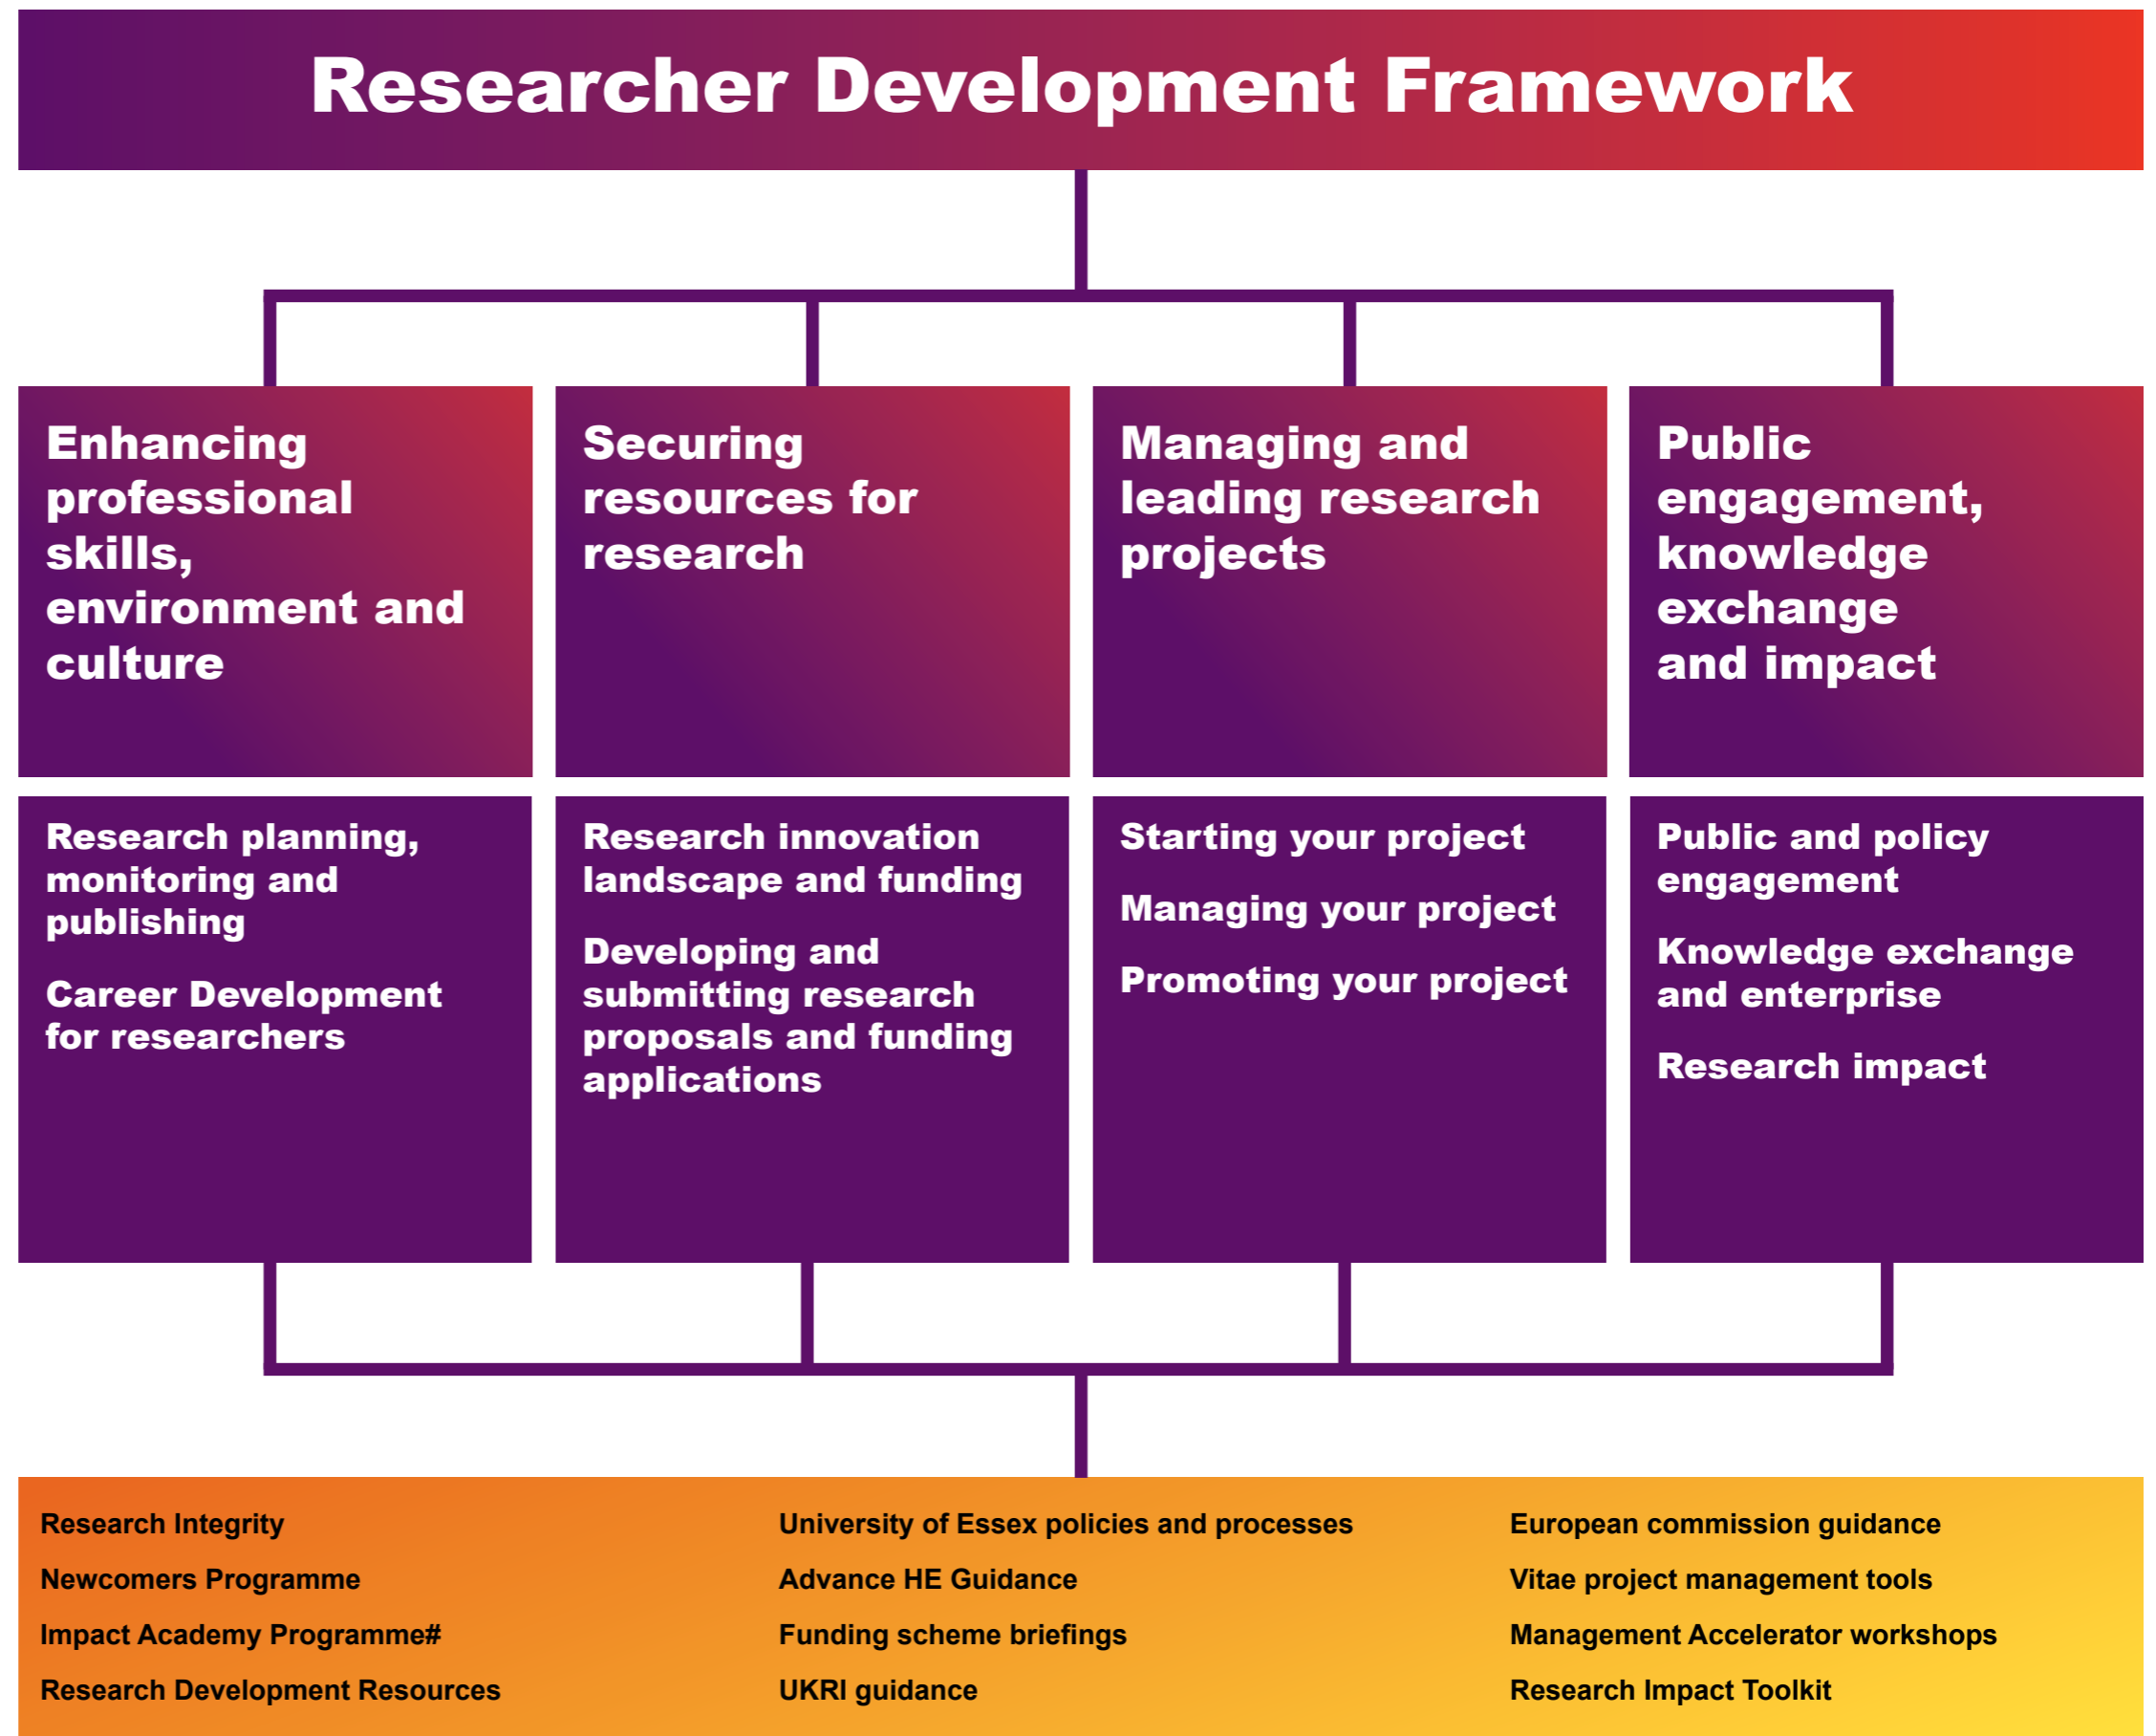 Researcher Development Framework
Enhancing
professional
skills,
environment and
culture
Securing
resources for
research
Managing and
leading research
projects
Public
engagement,
knowledge
exchange
and impact
Research planning,
monitoring and
publishing
Career Development
for researchers
Research innovation
landscape and funding
Developing and
submitting research
proposals and funding
applications
Starting your project
Managing your project
Promoting your project
Public and policy
engagement
Knowledge exchange
and enterprise
Research impact
Research Integrity
Newcomers Programme
Impact Academy Programme#
Research Development Resources
University of Essex policies and processes
Advance HE Guidance
Funding scheme briefings
UKRI guidance
European commission guidance
Vitae project management tools
Management Accelerator workshops
Research Impact Toolkit